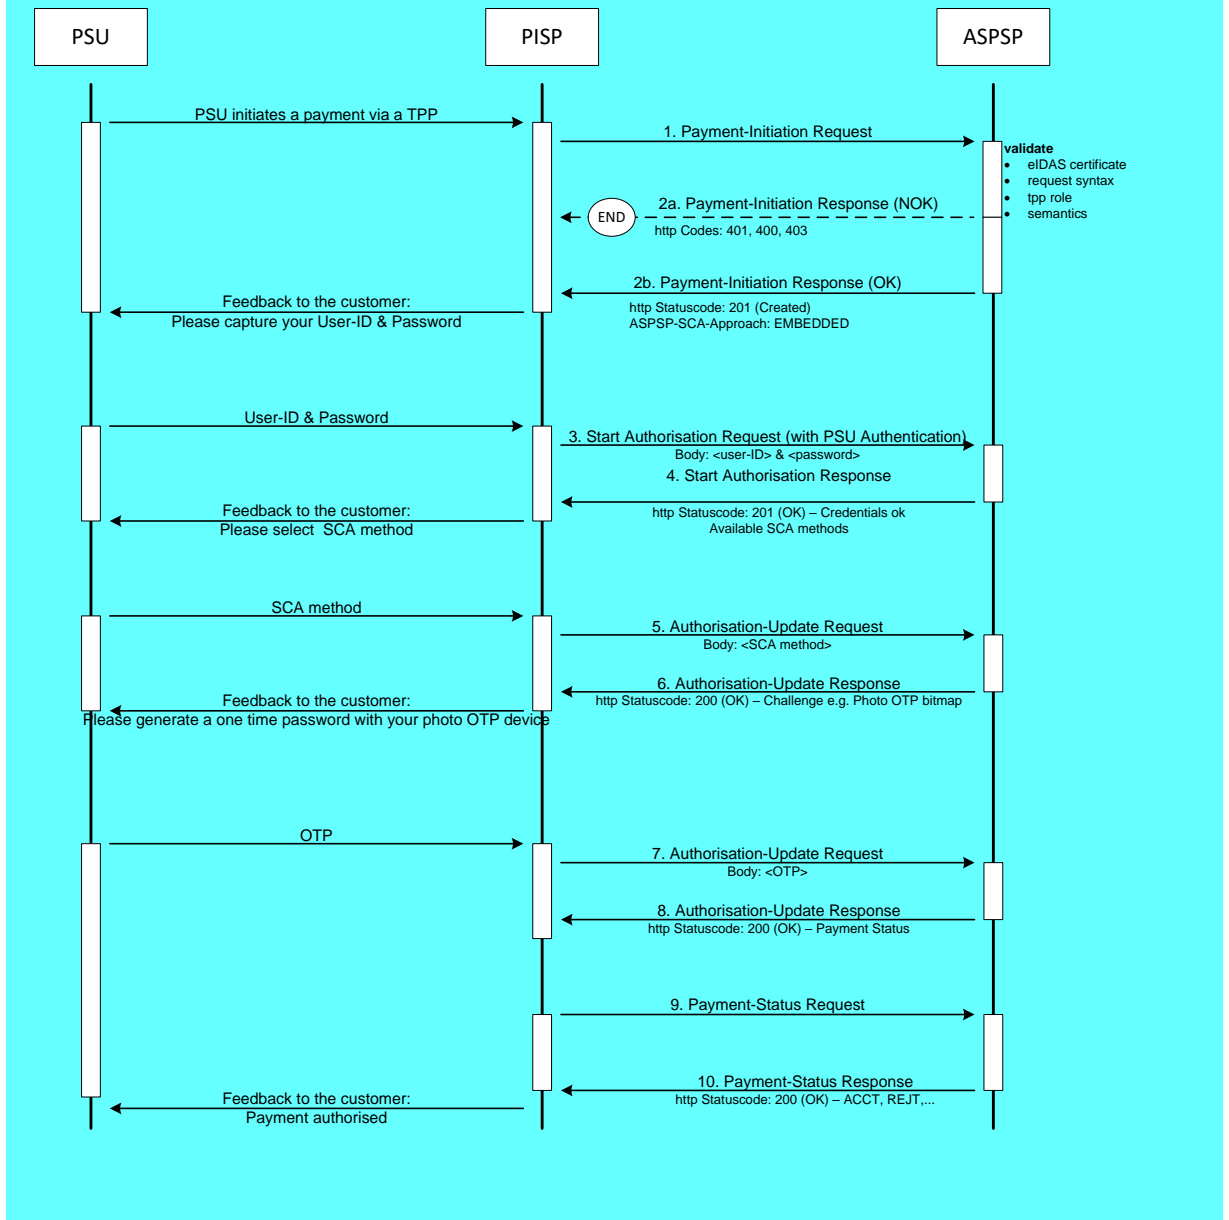 PSU
PISP
ASPSP
PSU initiates a payment via a TPP
1. Payment-Initiation Request
validate
• eIDAS certificate
• request syntax
• tpp role
• semantics
2a. Payment-Initiation Response (NOK)
END
http Codes: 401, 400, 403
2b. Payment-Initiation Response (OK)
http Statuscode: 201 (Created)
ASPSP-SCA-Approach: EMBEDDED
Feedback to the customer:
Please capture your User-ID & Password
User-ID & Password
3. Start Authorisation Request (with PSU Authentication)
Body: <user-ID> & <password>
4. Start Authorisation Response
http Statuscode: 201 (OK) – Credentials ok
Available SCA methods
Feedback to the customer:
Please select  SCA method
SCA method
5. Authorisation-Update Request
Body: <SCA method>
6. Authorisation-Update Response
http Statuscode: 200 (OK) – Challenge e.g. Photo OTP bitmap
Feedback to the customer:
Please generate a one time password with your photo OTP device
OTP
7. Authorisation-Update Request
Body: <OTP>
8. Authorisation-Update Response
http Statuscode: 200 (OK) – Payment Status
9. Payment-Status Request
10. Payment-Status Response
http Statuscode: 200 (OK) – ACCT, REJT,...
Feedback to the customer:
Payment authorised